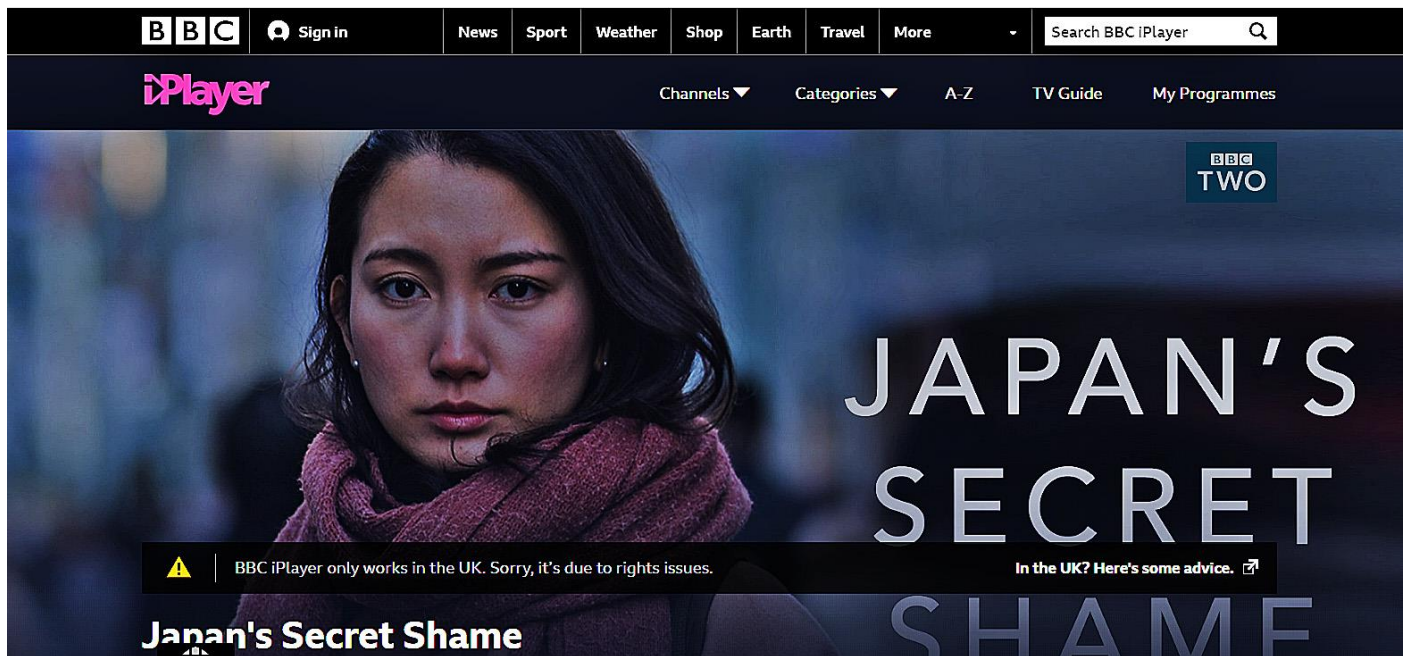 BBC Sign in News Sport Weather Shop Earth Travel More Search BBC iPlayer
iPlayer Channels Categories A-Z TV Guide My Programmes
BBC
TWO
JAPAN'S
SECRET
BBC iPlayer only works in the UK. Sorry, it's due to rights issues. In the UK? Here's some advice.
SHAME
Japan's Secret Shame